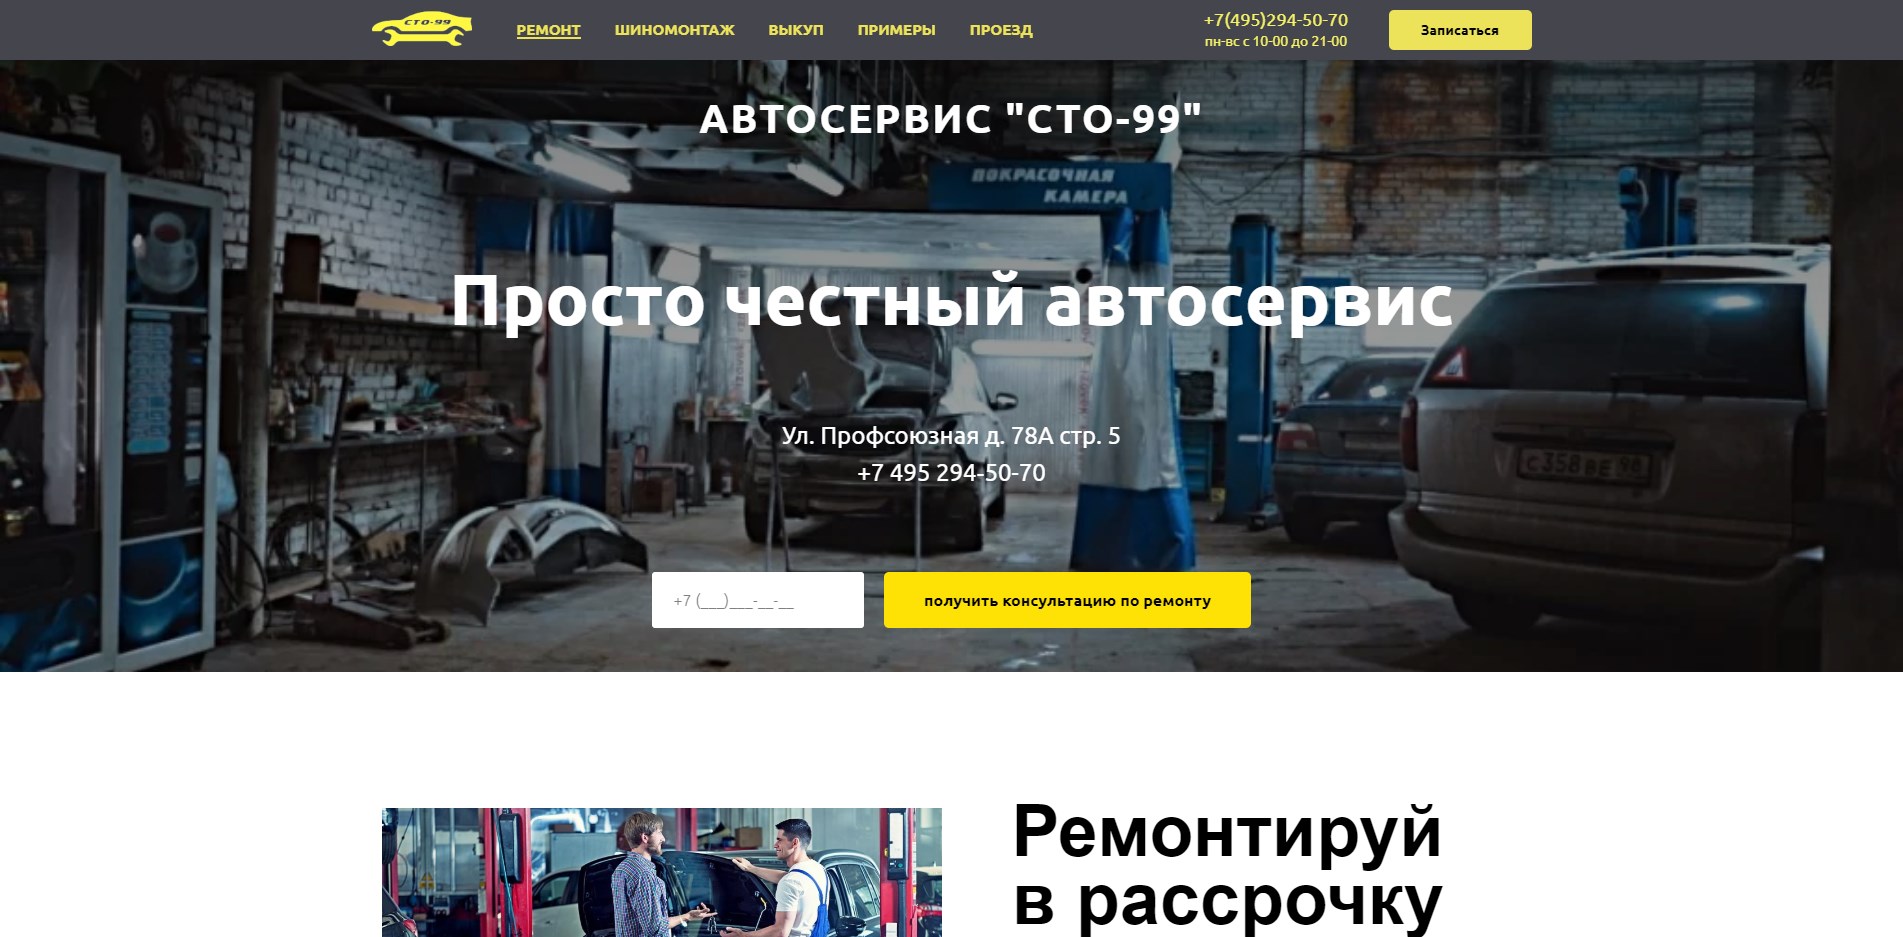 СТО-99
РЕМОНТ
ШИНОМОНТАЖ
ВЫКУП
ПРИМЕРЫ
ПРОЕЗД
+7(495)294-50-70
пн-вс с 10-00 до 21-00
Записаться
АВТОСЕРВИС "СТО-99"
ПОКРАСОЧНАЯ
КАМЕРА
Просто честный автосервис
Ул. Профсоюзная д. 78А стр. 5
+7 495 294-50-70
С358ВЕ 98
+7 (___)___-__-__
получить консультацию по ремонту
Ремонтируй
в рассрочку